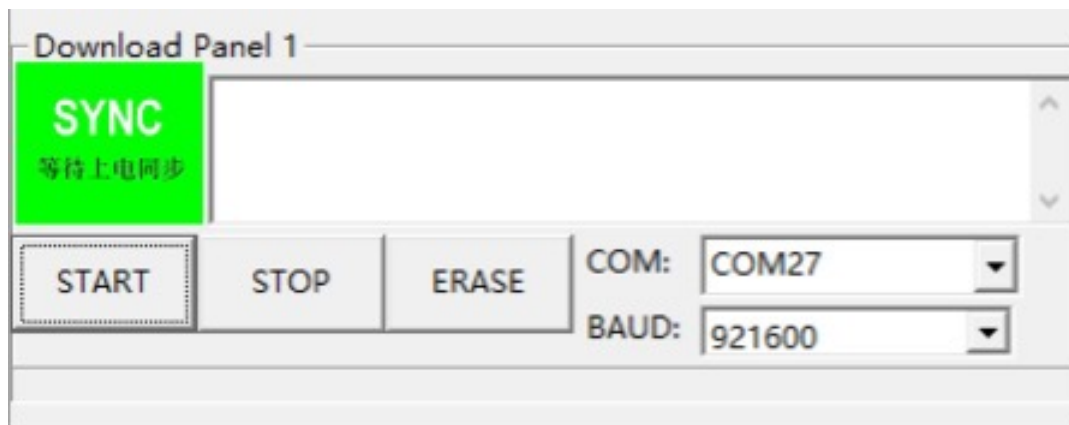 Download Panel 1
SYNC
等待上电同步
START STOP ERASE COM: COM27
BAUD: 921600